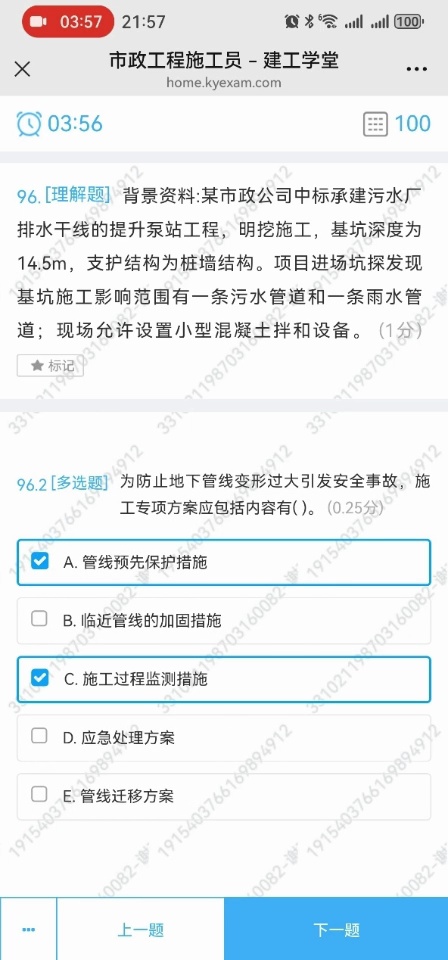 03:57 21:57 100
市政工程施工员 - 建工学堂
home.kyexam.com
03:56 100
96. [理解题] 背景资料:某市政公司中标承建污水厂
排水干线的提升泵站工程，明挖施工，基坑深度为
14.5m，支护结构为桩墙结构。项目进场坑探发现
基坑施工影响范围有一条污水管道和一条雨水管
道；现场允许设置小型混凝土拌和设备。(1分)
标记
96.2 [多选题] 为防止地下管线变形过大引发安全事故，施
工专项方案应包括内容有( )。(0.25分)
A. 管线预先保护措施
B. 临近管线的加固措施
C. 施工过程监测措施
D. 应急处理方案
E. 管线迁移方案
上一题 下一题